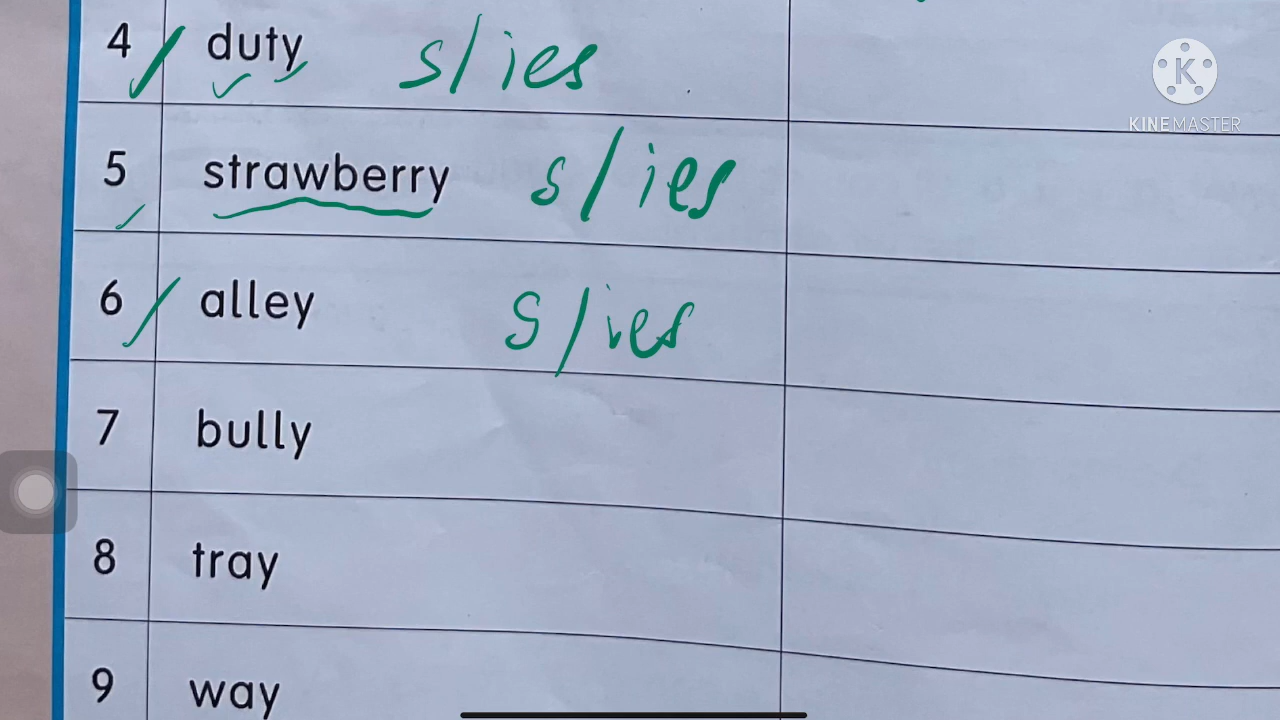 4 duty s/ies
KINEMASTER
5 strawberry s/ies
6 alley s/ies
7 bully
8 tray
9 way